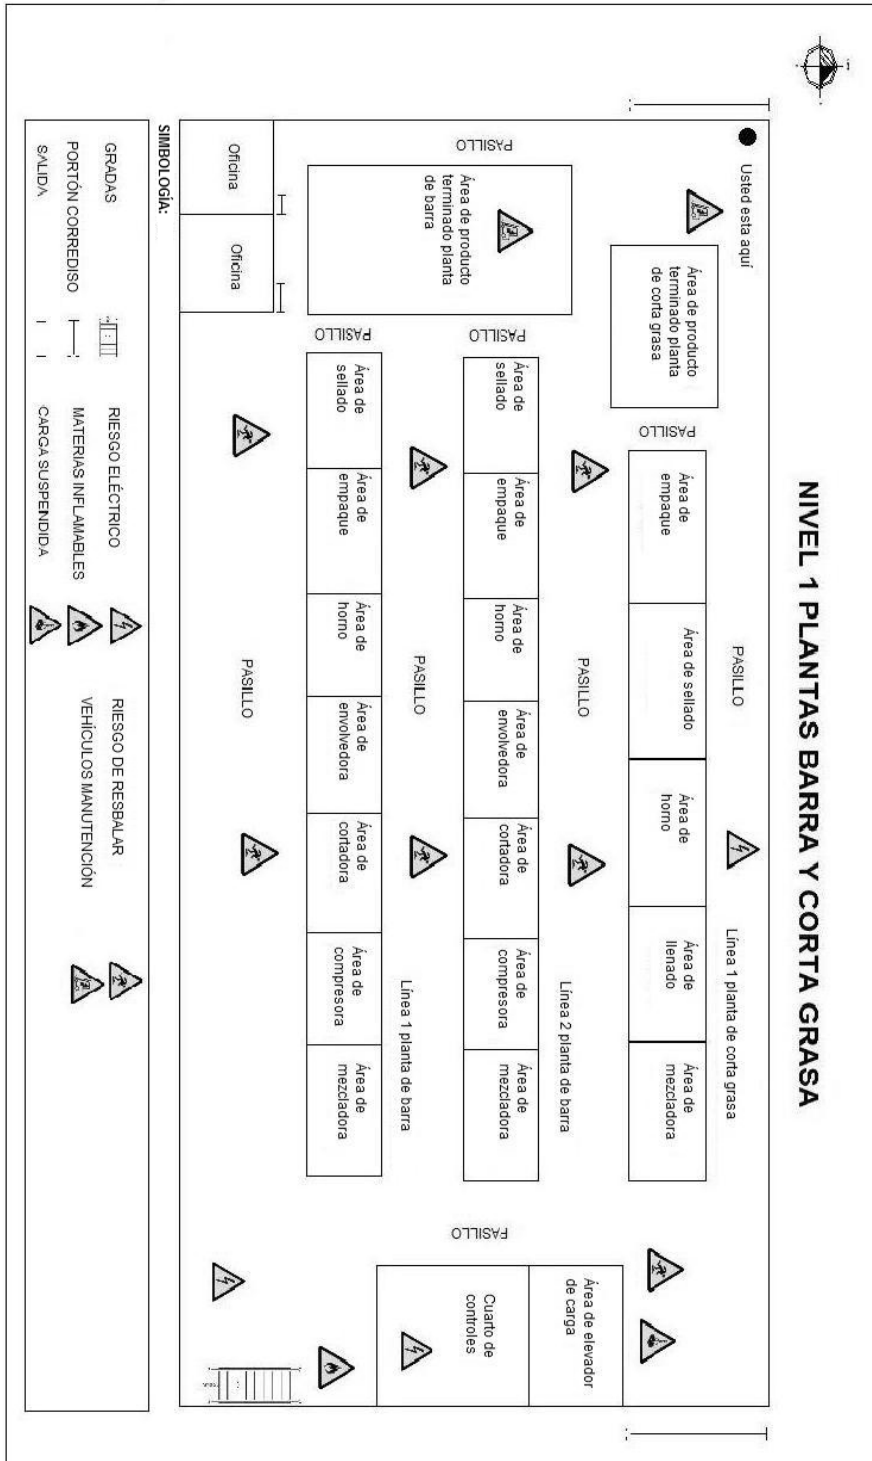 NIVEL 1 PLANTAS BARRA Y CORTA GRASA
Usted esta aquí
PASILLO
Línea 1 planta de corta grasa
Área de producto
terminado planta
de corta grasa
PASILLO
Área de
empaque
Área de sellado
Área de
horno
Área de
llenado
Área de
mezcladora
PASILLO
Línea 2 planta de barra
PASILLO
Área de producto
terminado planta
de barra
PASILLO
Área de
sellado
Área de
empaque
Área de
horno
Área de
envolvedora
Área de
cortadora
Área de
compresora
Área de
mezcladora
PASILLO
Área de elevador
de carga
Cuarto de
controles
PASILLO
Línea 1 planta de barra
PASILLO
Área de
sellado
Área de
empaque
Área de
horno
Área de
envolvedora
Área de
cortadora
Área de
compresora
Área de
mezcladora
PASILLO
Oficina
Oficina
SIMBOLOGÍA:
GRADAS
RIESGO ELÉCTRICO
RIESGO DE RESBALAR
PORTÓN CORREDISO
MATERIAS INFLAMABLES
VEHÍCULOS MANUTENCIÓN
SALIDA
CARGA SUSPENDIDA